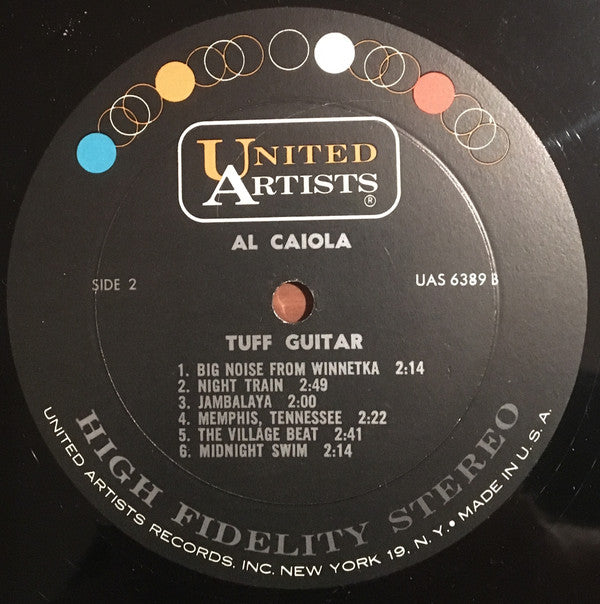 UNITED
ARTISTS
®
AL CAIOLA
SIDE 2
UAS 6389 B
TUFF GUITAR
1. BIG NOISE FROM WINNETKA 2:14
2. NIGHT TRAIN 2:49
3. JAMBALAYA 2:00
4. MEMPHIS, TENNESSEE 2:22
5. THE VILLAGE BEAT 2:41
6. MIDNIGHT SWIM 2:14
HIGH FIDELITY STEREO
UNITED ARTISTS RECORDS, INC. NEW YORK 19, N. Y. • MADE IN U. S. A.